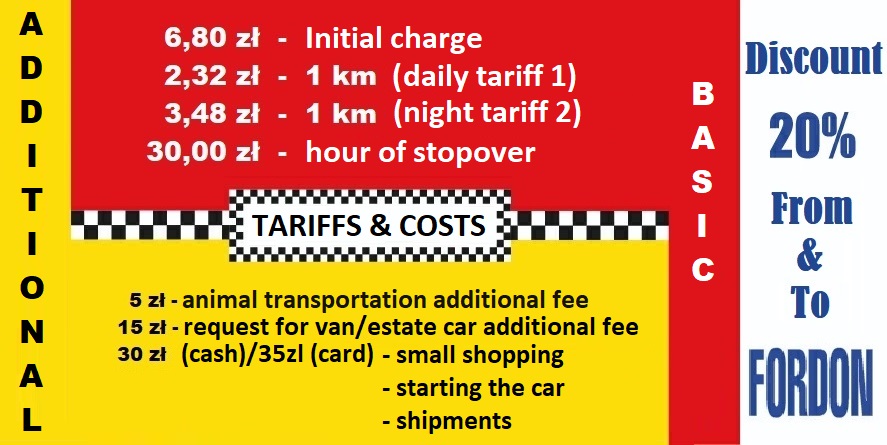 ADDITIONAL
6,80 zł - Initial charge
2,32 zł - 1 km (daily tariff 1)
3,48 zł - 1 km (night tariff 2)
30,00 zł - hour of stopover
BASIC
TARIFFS & COSTS
5 zł - animal transportation additional fee
15 zł - request for van/estate car additional fee
30 zł (cash)/35zl (card) - small shopping
- starting the car
- shipments
Discount
20%
From
&
To
FORDON